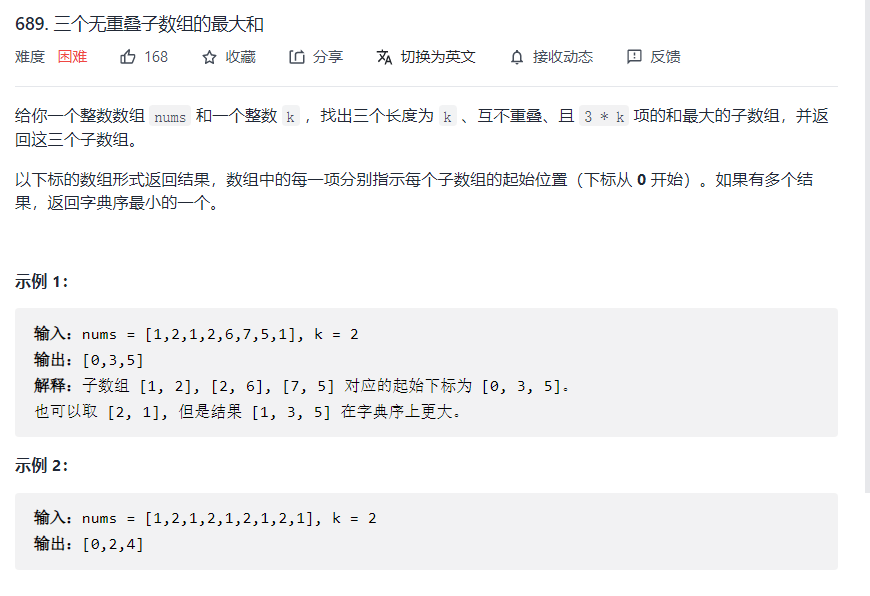 689. 三个无重叠子数组的最大和
难度 困难 168 收藏 分享 切换为英文 接收动态 反馈
给你一个整数数组 nums 和一个整数 k ，找出三个长度为 k 、互不重叠、且 3 * k 项的和最大的子数组，并返
回这三个子数组。
以下标的数组形式返回结果，数组中的每一项分别指示每个子数组的起始位置（下标从 0 开始）。如果有多个结
果，返回字典序最小的一个。
示例 1：
输入：nums = [1,2,1,2,6,7,5,1], k = 2
输出：[0,3,5]
解释：子数组 [1, 2], [2, 6], [7, 5] 对应的起始下标为 [0, 3, 5]。
也可以取 [2, 1], 但是结果 [1, 3, 5] 在字典序上更大。
示例 2：
输入：nums = [1,2,1,2,1,2,1,2,1], k = 2
输出：[0,2,4]